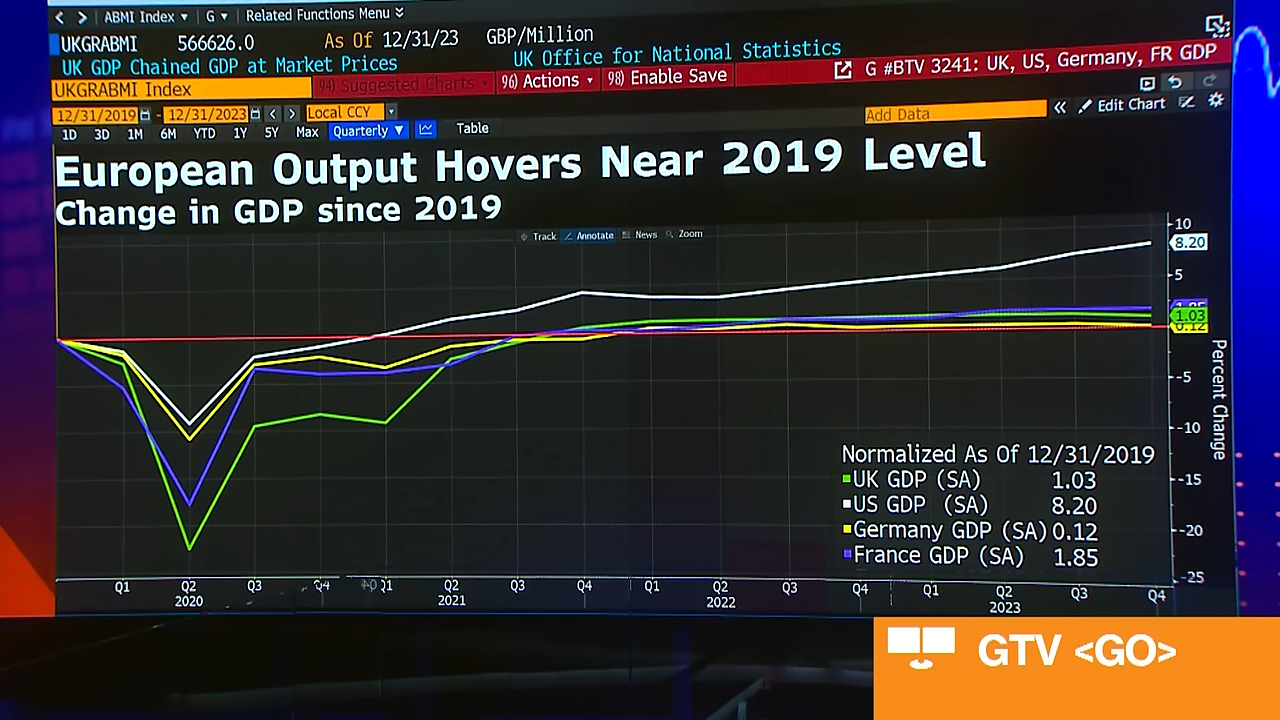 < > ABMI Index ▾ G ▾ Related Functions Menu
UKGRABMI 566626.0 As Of 12/31/23 GBP/Million
UK GDP Chained GDP at Market Prices UK Office for National Statistics
UKGRABMI Index 94) Suggested Charts 96) Actions ▾ 98) Enable Save G #BTV 3241: UK, US, Germany, FR GDP
12/31/2019 - 12/31/2023 < > Local CCY ▾ Add Data « Edit Chart
1D 3D 1M 6M YTD 1Y 5Y Max Quarterly ▼ Table
European Output Hovers Near 2019 Level
Change in GDP since 2019
Track Annotate News Zoom
10
8.20
5
1.85
1.03
0.12
-5
-10
-15
-20
-25
Percent Change
Normalized As Of 12/31/2019
UK GDP (SA) 1.03
US GDP (SA) 8.20
Germany GDP (SA) 0.12
France GDP (SA) 1.85
Q1 Q2 Q3 Q4 Q1 Q2 Q3 Q4 Q1 Q2 Q3 Q4 Q1 Q2 Q3 Q4
2020 2021 2022 2023
GTV <GO>